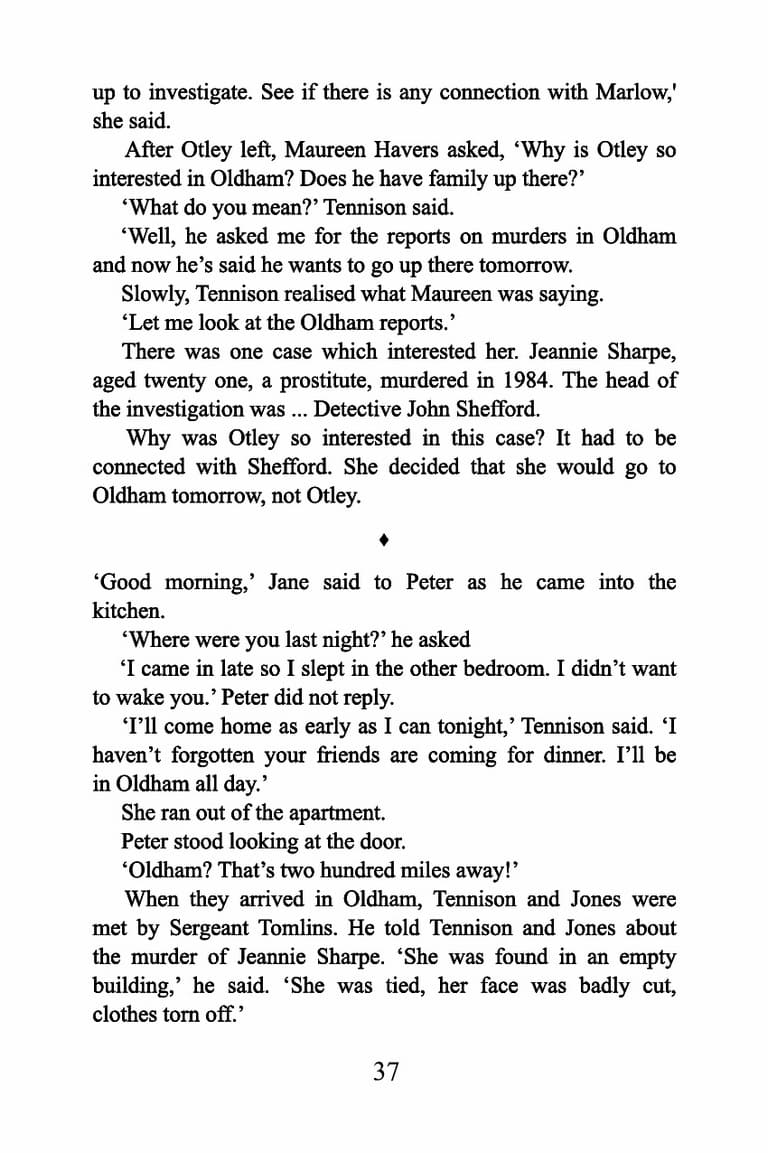 up to investigate. See if there is any connection with Marlow,'
she said.
After Otley left, Maureen Havers asked, ‘Why is Otley so
interested in Oldham? Does he have family up there?’
‘What do you mean?’ Tennison said.
‘Well, he asked me for the reports on murders in Oldham
and now he’s said he wants to go up there tomorrow.
Slowly, Tennison realised what Maureen was saying.
‘Let me look at the Oldham reports.’
There was one case which interested her. Jeannie Sharpe,
aged twenty one, a prostitute, murdered in 1984. The head of
the investigation was ... Detective John Shefford.
Why was Otley so interested in this case? It had to be
connected with Shefford. She decided that she would go to
Oldham tomorrow, not Otley.
♦
‘Good morning,’ Jane said to Peter as he came into the
kitchen.
‘Where were you last night?’ he asked
‘I came in late so I slept in the other bedroom. I didn’t want
to wake you.’ Peter did not reply.
‘I’ll come home as early as I can tonight,’ Tennison said. ‘I
haven’t forgotten your friends are coming for dinner. I’ll be
in Oldham all day.’
She ran out of the apartment.
Peter stood looking at the door.
‘Oldham? That’s two hundred miles away!’
When they arrived in Oldham, Tennison and Jones were
met by Sergeant Tomlins. He told Tennison and Jones about
the murder of Jeannie Sharpe. ‘She was found in an empty
building,’ he said. ‘She was tied, her face was badly cut,
clothes torn off.’
37